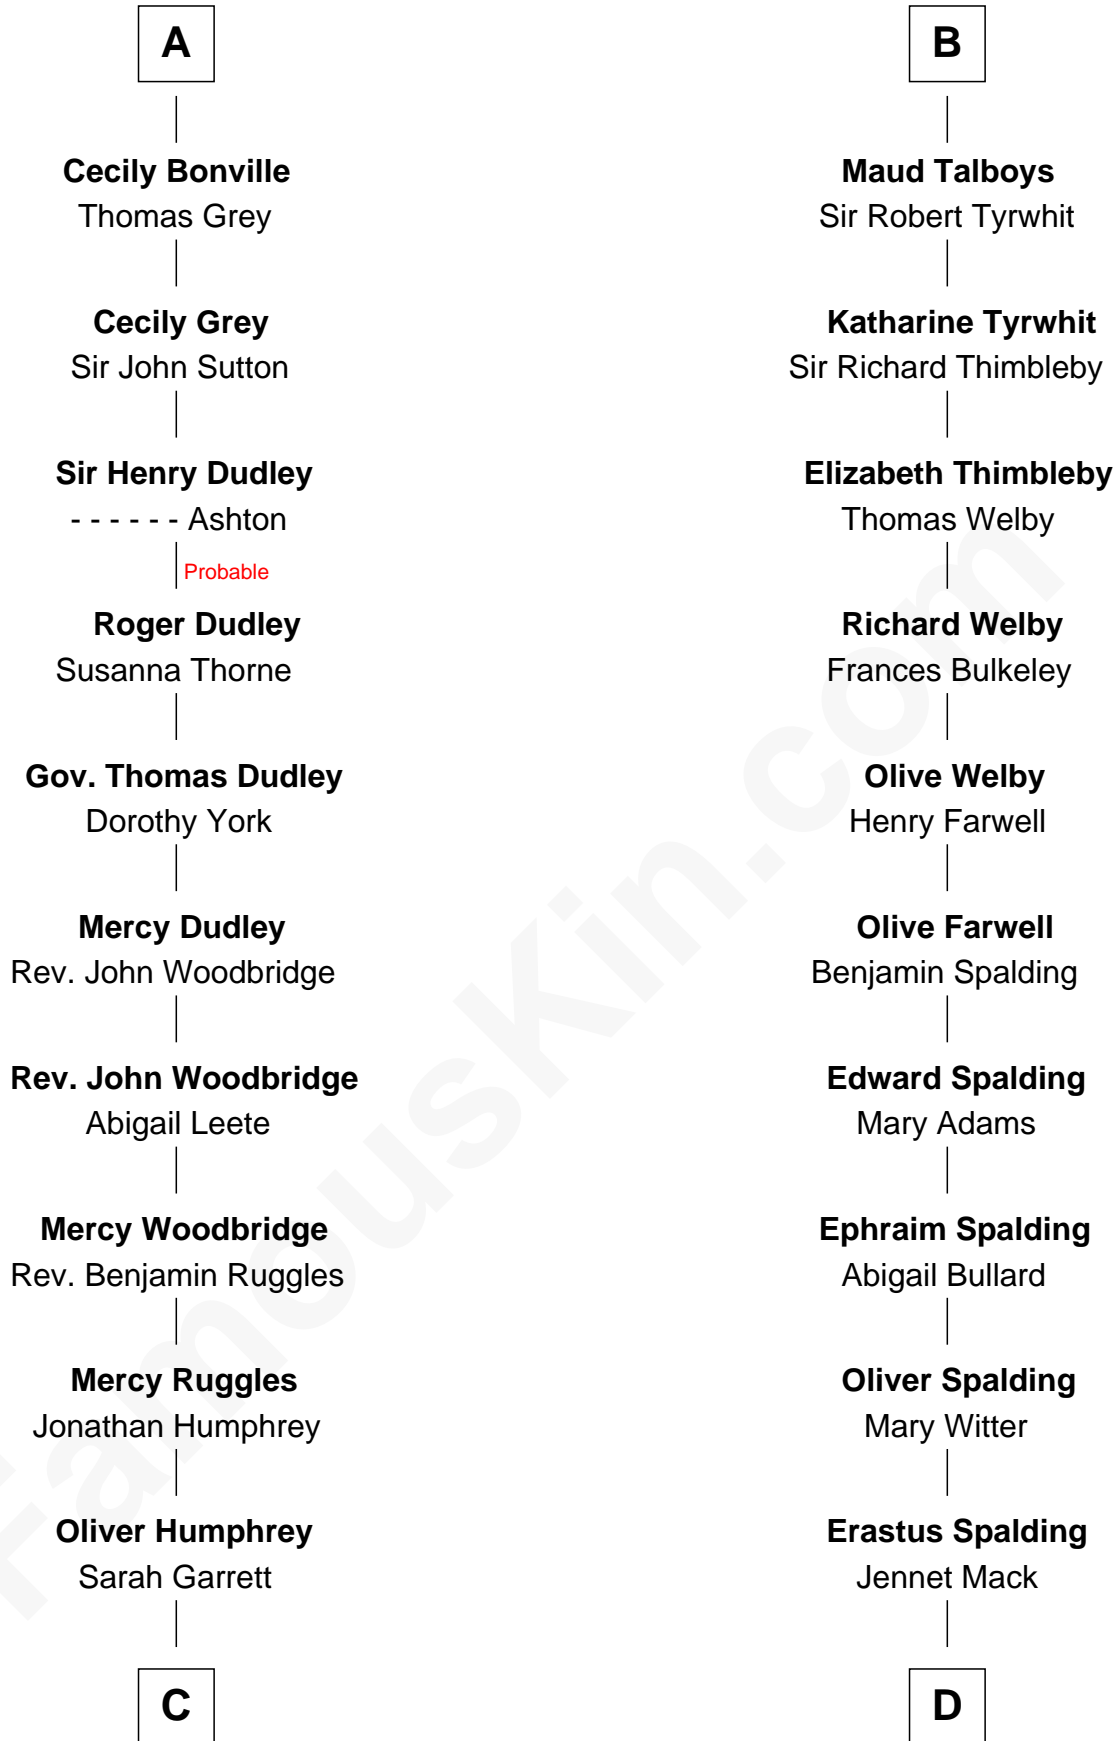 A
Cecily Bonville
Thomas Grey
Cecily Grey
Sir John Sutton
Sir Henry Dudley
- - - - - - Ashton
Probable
Roger Dudley
Susanna Thorne
Gov. Thomas Dudley
Dorothy York
Mercy Dudley
Rev. John Woodbridge
Rev. John Woodbridge
Abigail Leete
Mercy Woodbridge
Rev. Benjamin Ruggles
Mercy Ruggles
Jonathan Humphrey
Oliver Humphrey
Sarah Garrett
C
B
Maud Talboys
Sir Robert Tyrwhit
Katharine Tyrwhit
Sir Richard Thimbleby
Elizabeth Thimbleby
Thomas Welby
Richard Welby
Frances Bulkeley
Olive Welby
Henry Farwell
Olive Farwell
Benjamin Spalding
Edward Spalding
Mary Adams
Ephraim Spalding
Abigail Bullard
Oliver Spalding
Mary Witter
Erastus Spalding
Jennet Mack
D
FamousKin.com